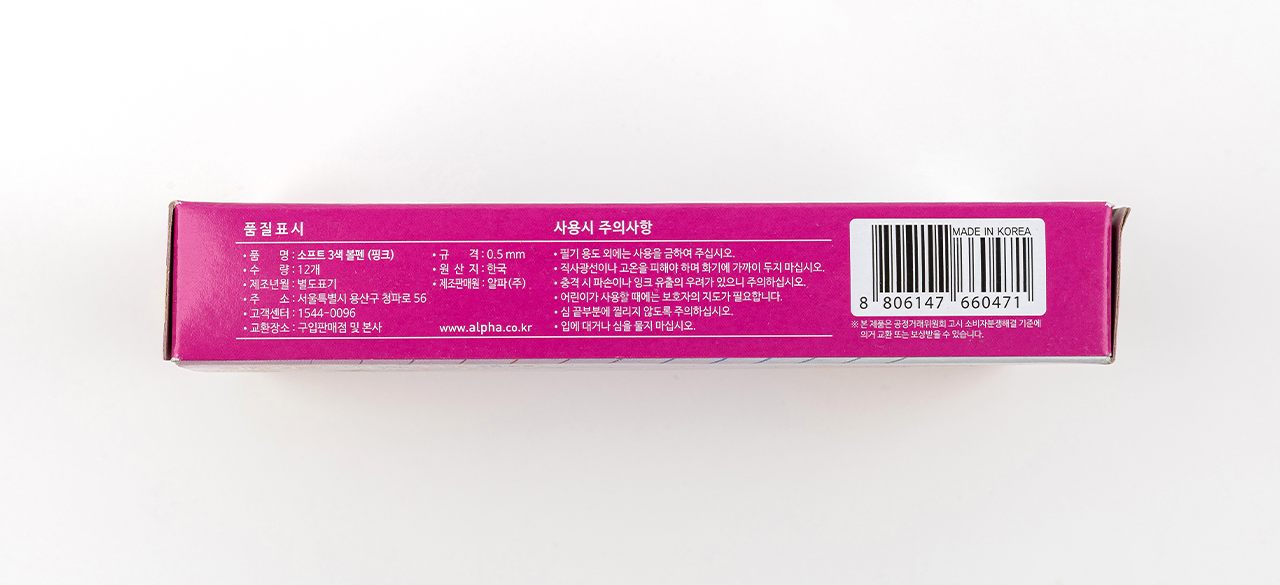 품질표시
· 품 명 : 소프트 3색 볼펜 (핑크)
· 수 량 : 12개
· 제조년월 : 별도표기
· 주 소 : 서울특별시 용산구 청파로 56
· 고객센터 : 1544-0096
· 교환장소 : 구입판매점 및 본사
· 규 격 : 0.5 mm
· 원 산 지 : 한국
· 제조판매원 : 알파(주)
www.alpha.co.kr
사용시 주의사항
· 필기 용도 외에는 사용을 금하여 주십시오.
· 직사광선이나 고온을 피해야 하며 화기에 가까이 두지 마십시오.
· 충격 시 파손이나 잉크 유출의 우려가 있으니 주의하십시오.
· 어린이가 사용할 때에는 보호자의 지도가 필요합니다.
· 심 끝부분에 찔리지 않도록 주의하십시오.
· 입에 대거나 심을 물지 마십시오.
MADE IN KOREA
8 806147 660471
※ 본 제품은 공정거래위원회 고시 소비자분쟁해결 기준에
의거 교환 또는 보상받을 수 있습니다.